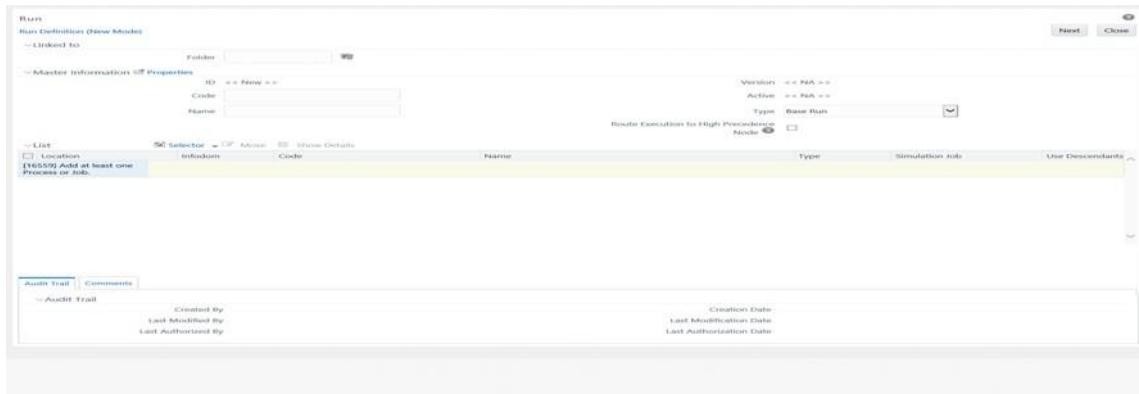 Run
Run Definition (New Mode)
Next Close
Linked to
Folder
Master Information Properties
ID << New >>
Version << NA >>
Code
Active << NA >>
Name
Type Base Run
Route Execution to High Precedence Node
List Selector Move Show Details
Location Infodom Code Name Type Simulation Job Use Descendants
[16559] Add at least one
Process or Job.
Audit Trail Comments
Audit Trail
Created By
Creation Date
Last Modified By
Last Modification Date
Last Authorized By
Last Authorization Date